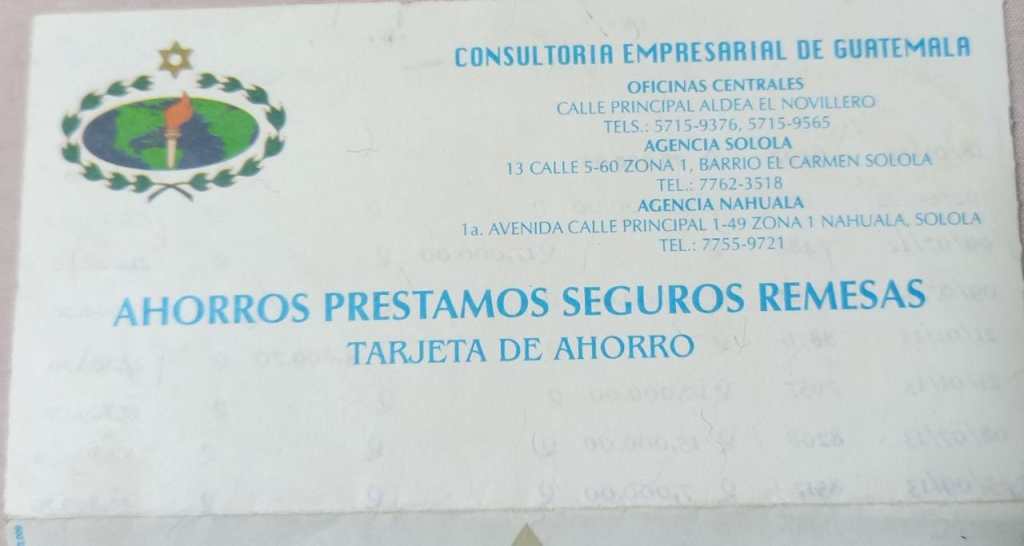 CONSULTORIA EMPRESARIAL DE GUATEMALA
OFICINAS CENTRALES
CALLE PRINCIPAL ALDEA EL NOVILLERO
TELS.: 5715-9376, 5715-9565
AGENCIA SOLOLA
13 CALLE 5-60 ZONA 1, BARRIO EL CARMEN SOLOLA
TEL.: 7762-3518
AGENCIA NAHUALA
1a. AVENIDA CALLE PRINCIPAL 1-49 ZONA 1 NAHUALA, SOLOLA
TEL.: 7755-9721
AHORROS PRESTAMOS SEGUROS REMESAS
TARJETA DE AHORRO